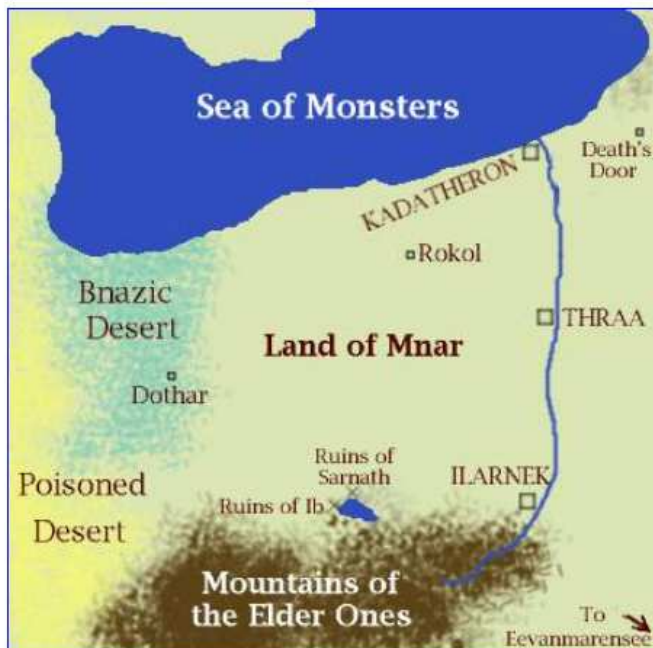 Sea of Monsters
Death's
Door
KADATHERON
Rokol
Bnazic
Desert
THRAA
Land of Mnar
Dothar
Ruins of
Sarnath
ILARNEK
Poisoned
Desert
Ruins of Ib
Mountains of
the Elder Ones
To
Eevanmarensee